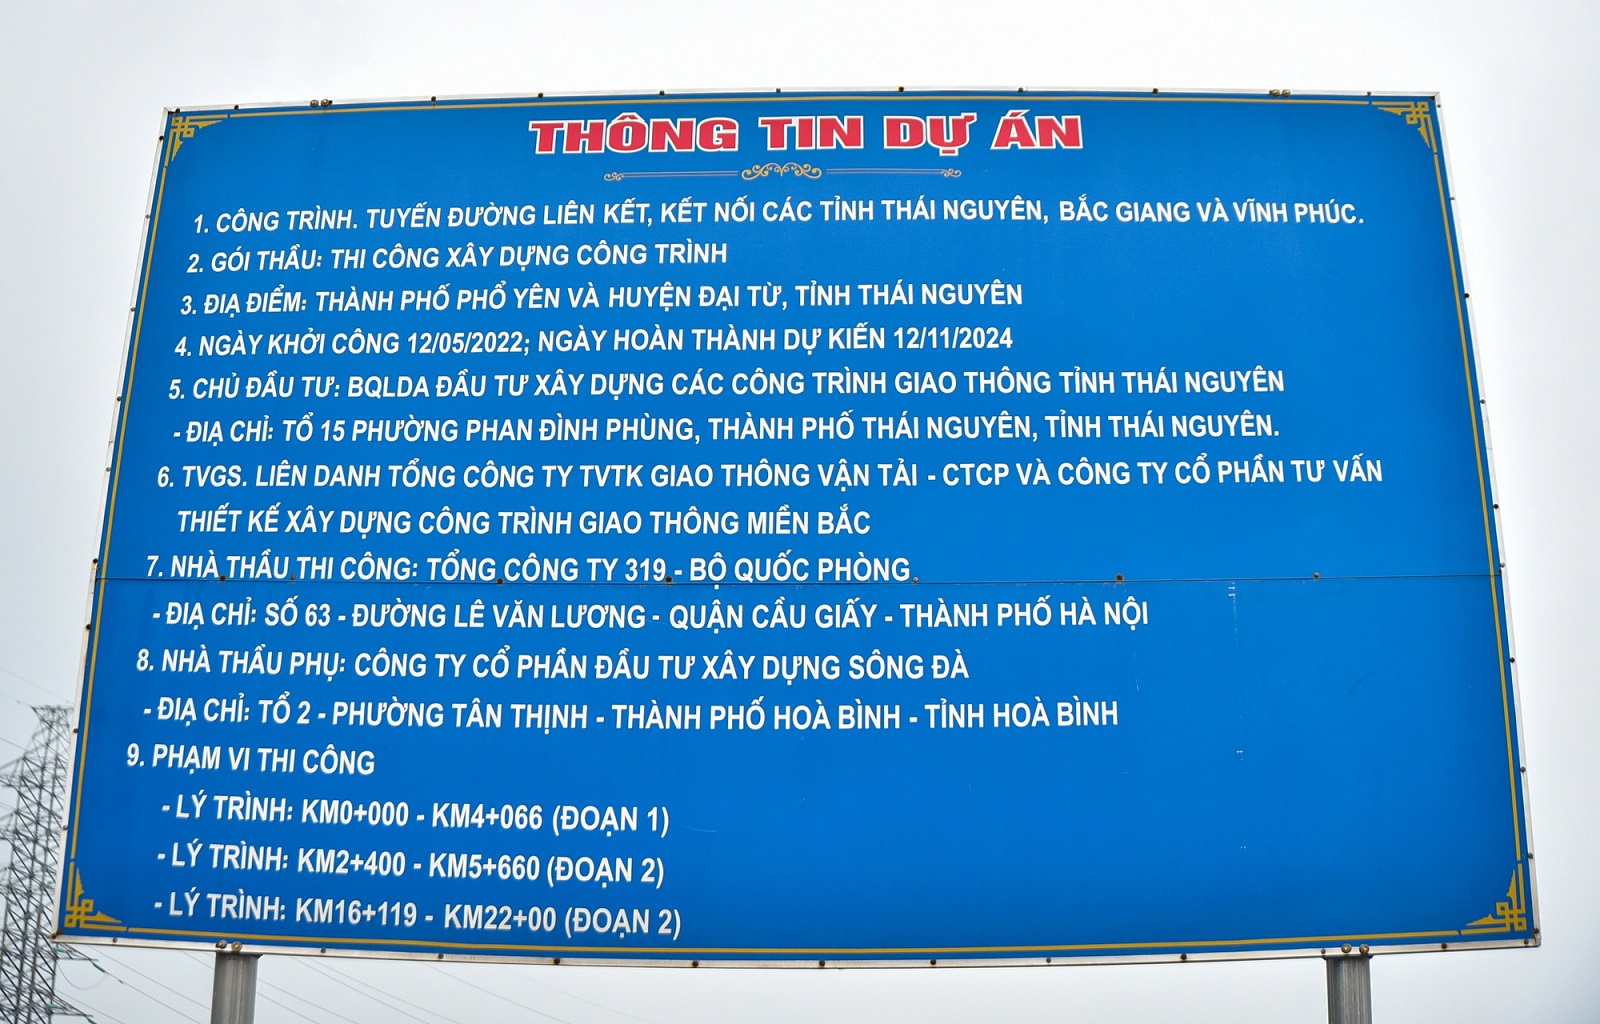 THÔNG TIN DỰ ÁN
1. CÔNG TRÌNH. TUYẾN ĐƯỜNG LIÊN KẾT, KẾT NỐI CÁC TỈNH THÁI NGUYÊN, BẮC GIANG VÀ VĨNH PHÚC.
2. GÓI THẦU: THI CÔNG XÂY DỰNG CÔNG TRÌNH
3. ĐỊA ĐIỂM: THÀNH PHỐ PHỔ YÊN VÀ HUYỆN ĐẠI TỪ, TỈNH THÁI NGUYÊN
4. NGÀY KHỞI CÔNG 12/05/2022; NGÀY HOÀN THÀNH DỰ KIẾN 12/11/2024
5. CHỦ ĐẦU TƯ: BQLDA ĐẦU TƯ XÂY DỰNG CÁC CÔNG TRÌNH GIAO THÔNG TỈNH THÁI NGUYÊN
- ĐỊA CHỈ: TỔ 15 PHƯỜNG PHAN ĐÌNH PHÙNG, THÀNH PHỐ THÁI NGUYÊN, TỈNH THÁI NGUYÊN.
6. TVGS. LIÊN DANH TỔNG CÔNG TY TVTK GIAO THÔNG VẬN TẢI - CTCP VÀ CÔNG TY CỔ PHẦN TƯ VẤN
THIẾT KẾ XÂY DỰNG CÔNG TRÌNH GIAO THÔNG MIỀN BẮC
7. NHÀ THẦU THI CÔNG: TỔNG CÔNG TY 319 - BỘ QUỐC PHÒNG
- ĐỊA CHỈ: SỐ 63 - ĐƯỜNG LÊ VĂN LƯƠNG - QUẬN CẦU GIẤY - THÀNH PHỐ HÀ NỘI
8. NHÀ THẦU PHỤ: CÔNG TY CỔ PHẦN ĐẦU TƯ XÂY DỰNG SÔNG ĐÀ
- ĐỊA CHỈ: TỔ 2 - PHƯỜNG TÂN THỊNH - THÀNH PHỐ HOÀ BÌNH - TỈNH HOÀ BÌNH
9. PHẠM VI THI CÔNG
- LÝ TRÌNH: KM0+000 - KM4+066 (ĐOẠN 1)
- LÝ TRÌNH: KM2+400 - KM5+660 (ĐOẠN 2)
- LÝ TRÌNH: KM16+119 - KM22+00 (ĐOẠN 2)